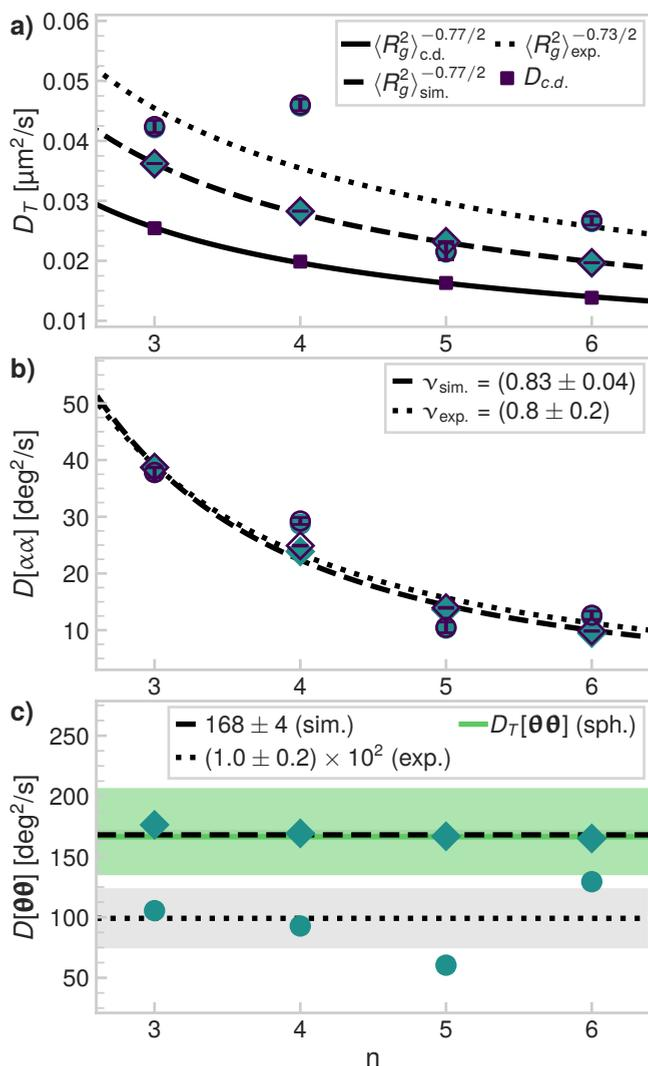 a)
0.06
0.05
0.04
0.03
0.02
0.01
D_T [µm²/s]
⟨R_g²⟩_c.d.^−0.77/2
⟨R_g²⟩_exp.^−0.73/2
⟨R_g²⟩_sim.^−0.77/2
D_c.d.
3 4 5 6
b)
50
40
30
20
10
D[αα] [deg²/s]
ν_sim. = (0.83 ± 0.04)
ν_exp. = (0.8 ± 0.2)
3 4 5 6
c)
250
200
150
100
50
D[θθ] [deg²/s]
168 ± 4 (sim.)
D_T[θθ] (sph.)
(1.0 ± 0.2) × 10² (exp.)
3 4 5 6
n